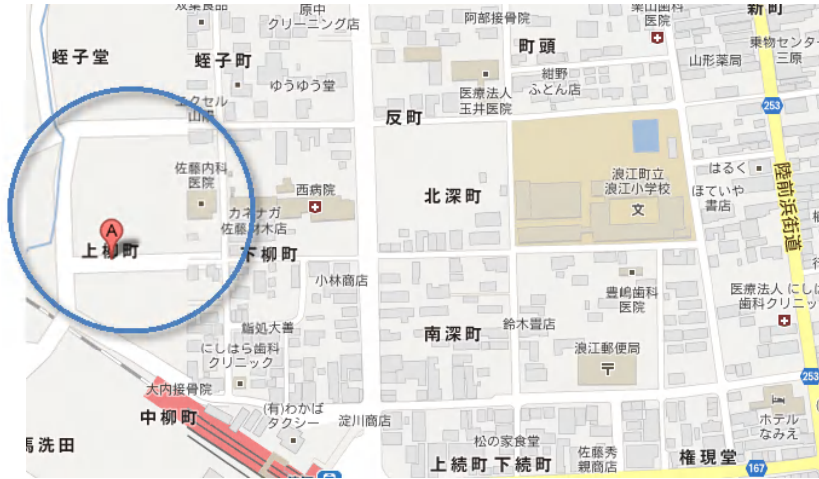 双葉食品
原中
クリーニング店
阿部接骨院
栗山歯科
医院
新町
蛭子堂
蛭子町
町頭
乗物センター
三原
山形薬局
ゆうゆう堂
医療法人
玉井医院
紺野
ふとん店
エクセル
山陽
反町
253
佐藤内科
医院
西病院
北深町
浪江町立
浪江小学校
文
はるく
ほていや
書店
陸前浜街道
カネナガ
佐藤材木店
A
上柳町
下柳町
小林商店
豊嶋歯科
医院
医療法人 にし
歯科クリニッ
鮨処大善
南深町
鈴木畳店
にしはら歯科
クリニック
浪江郵便局
253
大内接骨院
中柳町
(有)わかば
タクシー
淀川商店
ホテル
なみえ
馬洗田
松の家食堂
上続町
下続町
佐藤秀
親商店
権現堂
167